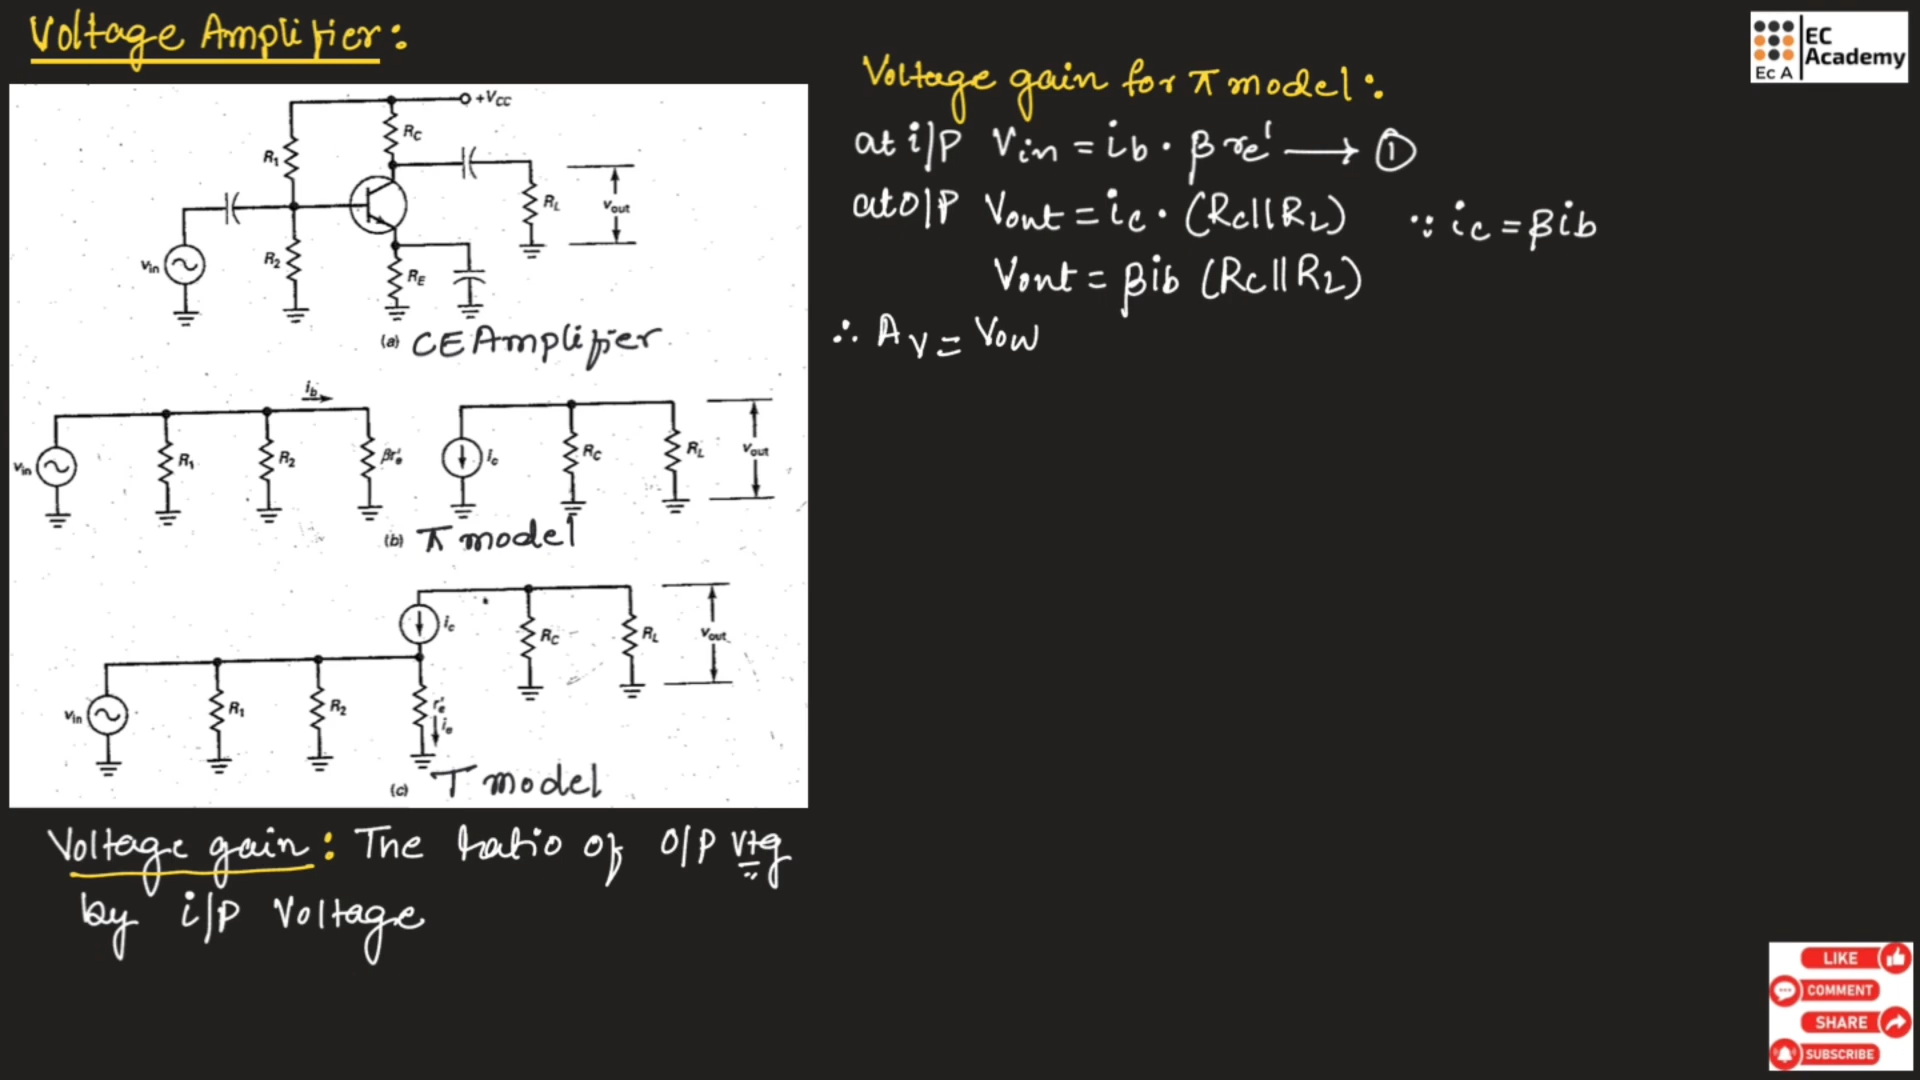 Voltage Amplifier:
+VCC
RC
R1
RL
Vout
Vin
R2
RE
(a) CE Amplifier
ib
Vin
R1
R2
βr'e
ic
RC
RL
Vout
(b) π model
ic
RC
RL
Vout
Vin
R1
R2
r'e
ie
(c) T model
Voltage gain: The ratio of O/P Vtg
by i/p Voltage
Voltage gain for π model:
at i/p Vin = ib · β re' → ①
at O/P Vout = ic · (Rc||RL) ∵ ic = βib
Vout = βib (Rc||RL)
∴ Av = Vou
EC Academy
Ec A
LIKE
COMMENT
SHARE
SUBSCRIBE